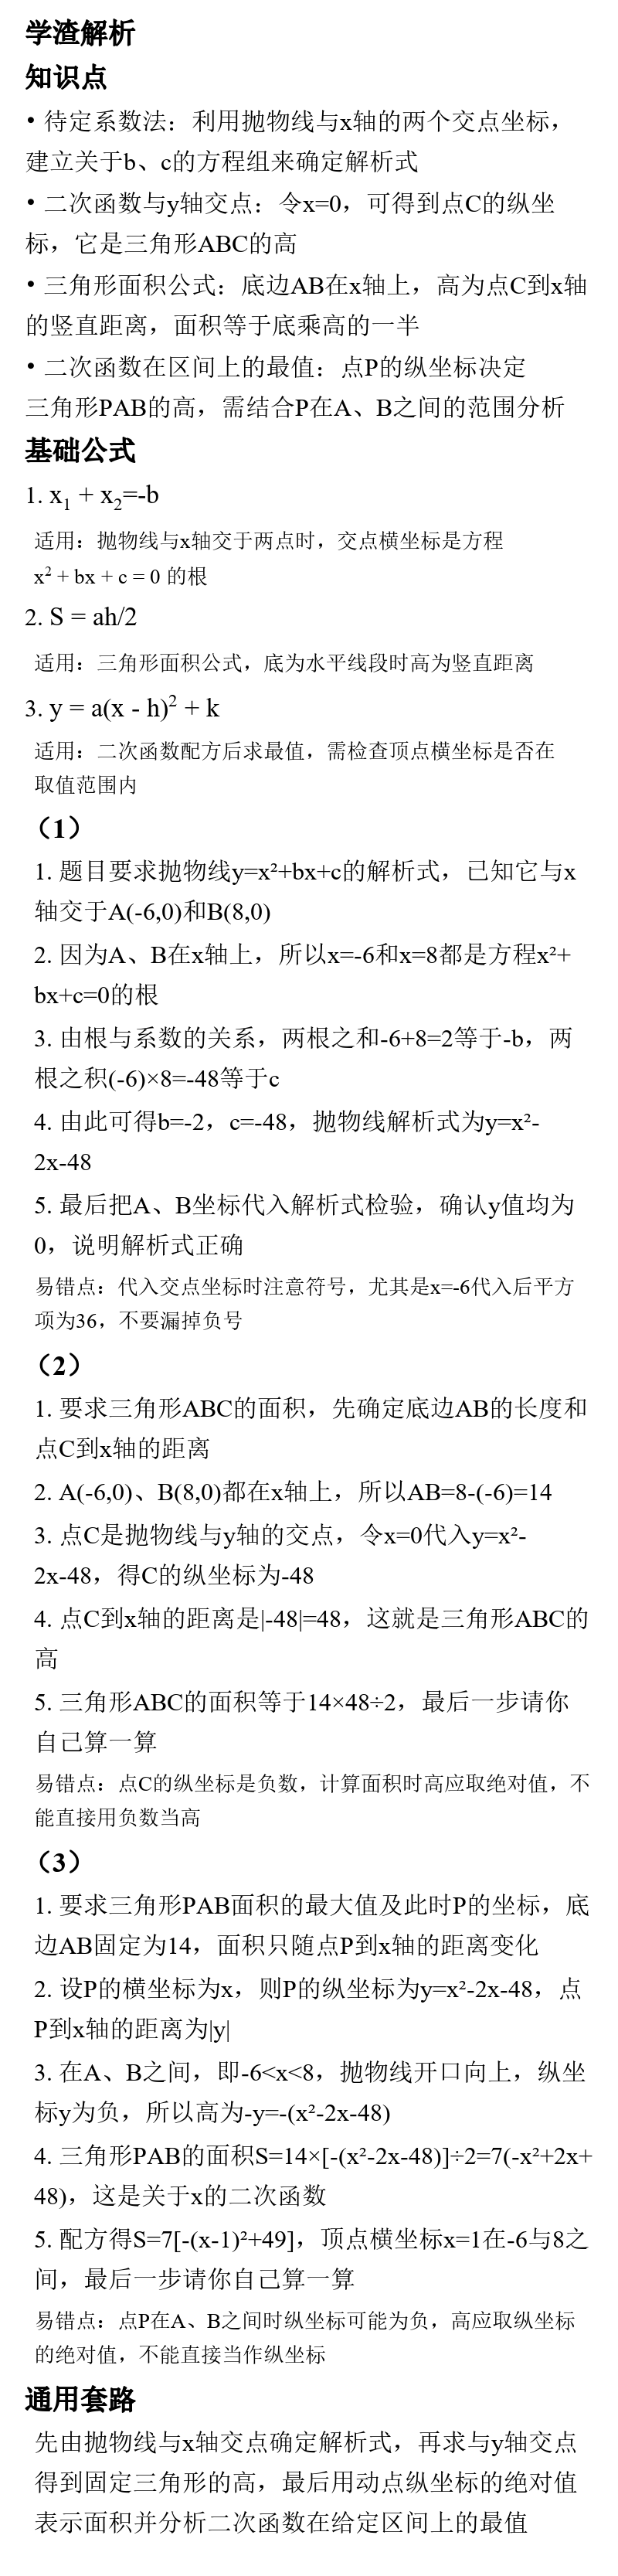 学渣解析
知识点
• 待定系数法：利用抛物线与x轴的两个交点坐标，
建立关于b、c的方程组来确定解析式
• 二次函数与y轴交点：令x=0，可得到点C的纵坐
标，它是三角形ABC的高
• 三角形面积公式：底边AB在x轴上，高为点C到x轴
的竖直距离，面积等于底乘高的一半
• 二次函数在区间上的最值：点P的纵坐标决定
三角形PAB的高，需结合P在A、B之间的范围分析
基础公式
1. x₁ + x₂=-b
适用：抛物线与x轴交于两点时，交点横坐标是方程
x² + bx + c = 0 的根
2. S = ah/2
适用：三角形面积公式，底为水平线段时高为竖直距离
3. y = a(x - h)² + k
适用：二次函数配方后求最值，需检查顶点横坐标是否在
取值范围内
（1）
1. 题目要求抛物线y=x²+bx+c的解析式，已知它与x
轴交于A(-6,0)和B(8,0)
2. 因为A、B在x轴上，所以x=-6和x=8都是方程x²+
bx+c=0的根
3. 由根与系数的关系，两根之和-6+8=2等于-b，两
根之积(-6)×8=-48等于c
4. 由此可得b=-2，c=-48，抛物线解析式为y=x²-
2x-48
5. 最后把A、B坐标代入解析式检验，确认y值均为
0，说明解析式正确
易错点：代入交点坐标时注意符号，尤其是x=-6代入后平方
项为36，不要漏掉负号
（2）
1. 要求三角形ABC的面积，先确定底边AB的长度和
点C到x轴的距离
2. A(-6,0)、B(8,0)都在x轴上，所以AB=8-(-6)=14
3. 点C是抛物线与y轴的交点，令x=0代入y=x²-
2x-48，得C的纵坐标为-48
4. 点C到x轴的距离是|-48|=48，这就是三角形ABC的
高
5. 三角形ABC的面积等于14×48÷2，最后一步请你
自己算一算
易错点：点C的纵坐标是负数，计算面积时高应取绝对值，不
能直接用负数当高
（3）
1. 要求三角形PAB面积的最大值及此时P的坐标，底
边AB固定为14，面积只随点P到x轴的距离变化
2. 设P的横坐标为x，则P的纵坐标为y=x²-2x-48，点
P到x轴的距离为|y|
3. 在A、B之间，即-6<x<8，抛物线开口向上，纵坐
标y为负，所以高为-y=-(x²-2x-48)
4. 三角形PAB的面积S=14×[-(x²-2x-48)]÷2=7(-x²+2x+
48)，这是关于x的二次函数
5. 配方得S=7[-(x-1)²+49]，顶点横坐标x=1在-6与8之
间，最后一步请你自己算一算
易错点：点P在A、B之间时纵坐标可能为负，高应取纵坐标
的绝对值，不能直接当作纵坐标
通用套路
先由抛物线与x轴交点确定解析式，再求与y轴交点
得到固定三角形的高，最后用动点纵坐标的绝对值
表示面积并分析二次函数在给定区间上的最值